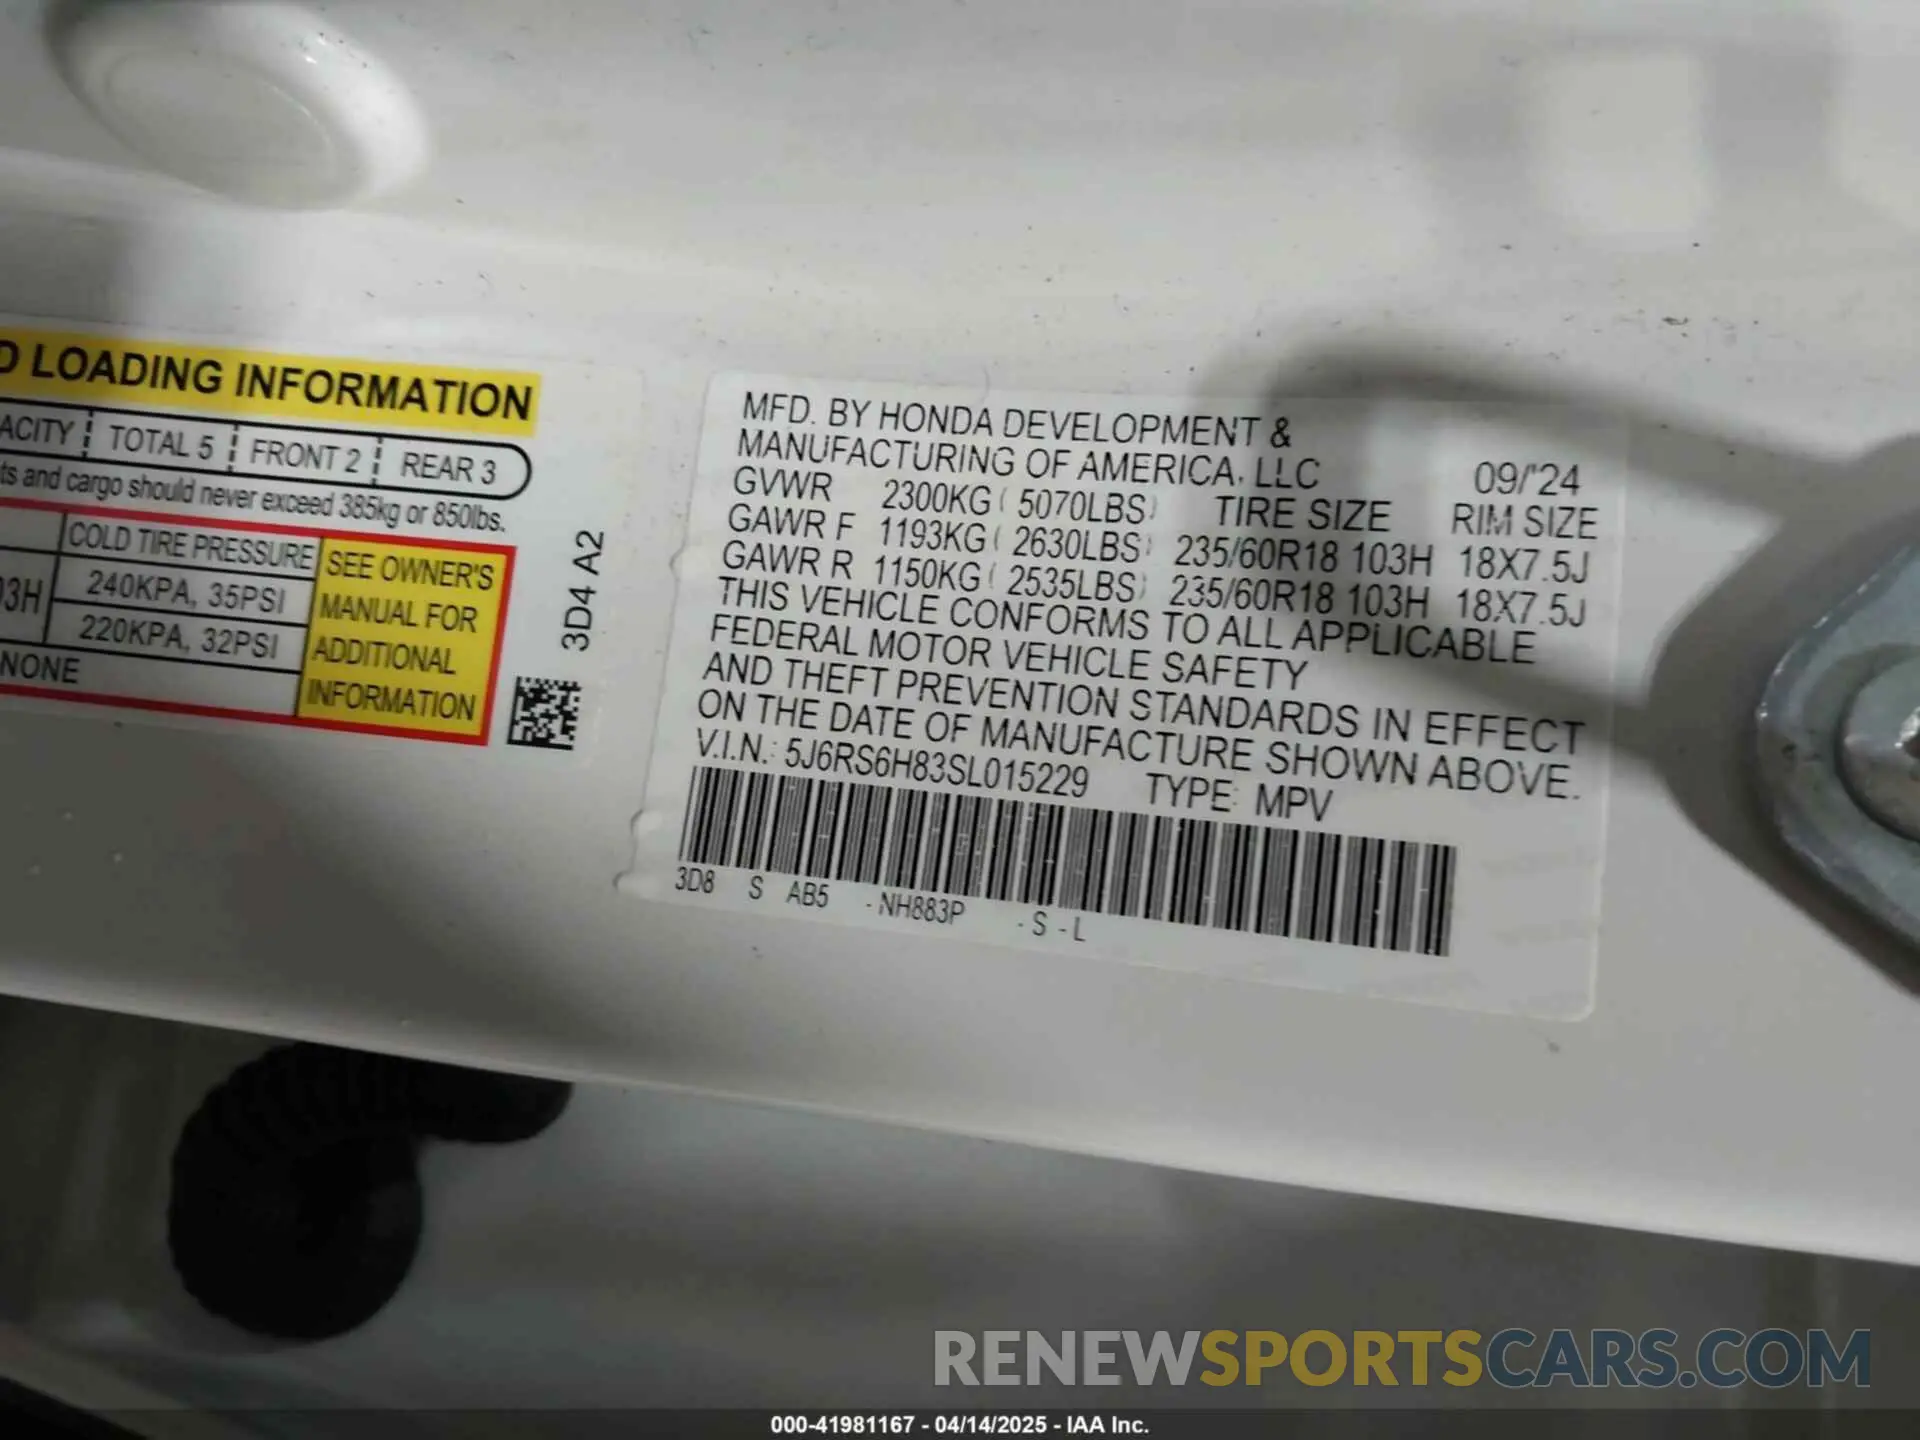 D LOADING INFORMATION
ACITY TOTAL 5 FRONT 2 REAR 3
ts and cargo should never exceed 385kg or 850lbs.
COLD TIRE PRESSURE
03H 240KPA, 35PSI
220KPA, 32PSI
NONE
SEE OWNER'S
MANUAL FOR
ADDITIONAL
INFORMATION
3D4 A2
MFD. BY HONDA DEVELOPMENT &
MANUFACTURING OF AMERICA, LLC 09/'24
GVWR 2300KG ( 5070LBS) TIRE SIZE RIM SIZE
GAWR F 1193KG ( 2630LBS) 235/60R18 103H 18X7.5J
GAWR R 1150KG ( 2535LBS) 235/60R18 103H 18X7.5J
THIS VEHICLE CONFORMS TO ALL APPLICABLE
FEDERAL MOTOR VEHICLE SAFETY
AND THEFT PREVENTION STANDARDS IN EFFECT
ON THE DATE OF MANUFACTURE SHOWN ABOVE.
V.I.N.: 5J6RS6H83SL015229 TYPE: MPV
3D8 S AB5 - NH883P - S - L
RENEWSPORTSCARS.COM
000-41981167 - 04/14/2025 - IAA Inc.